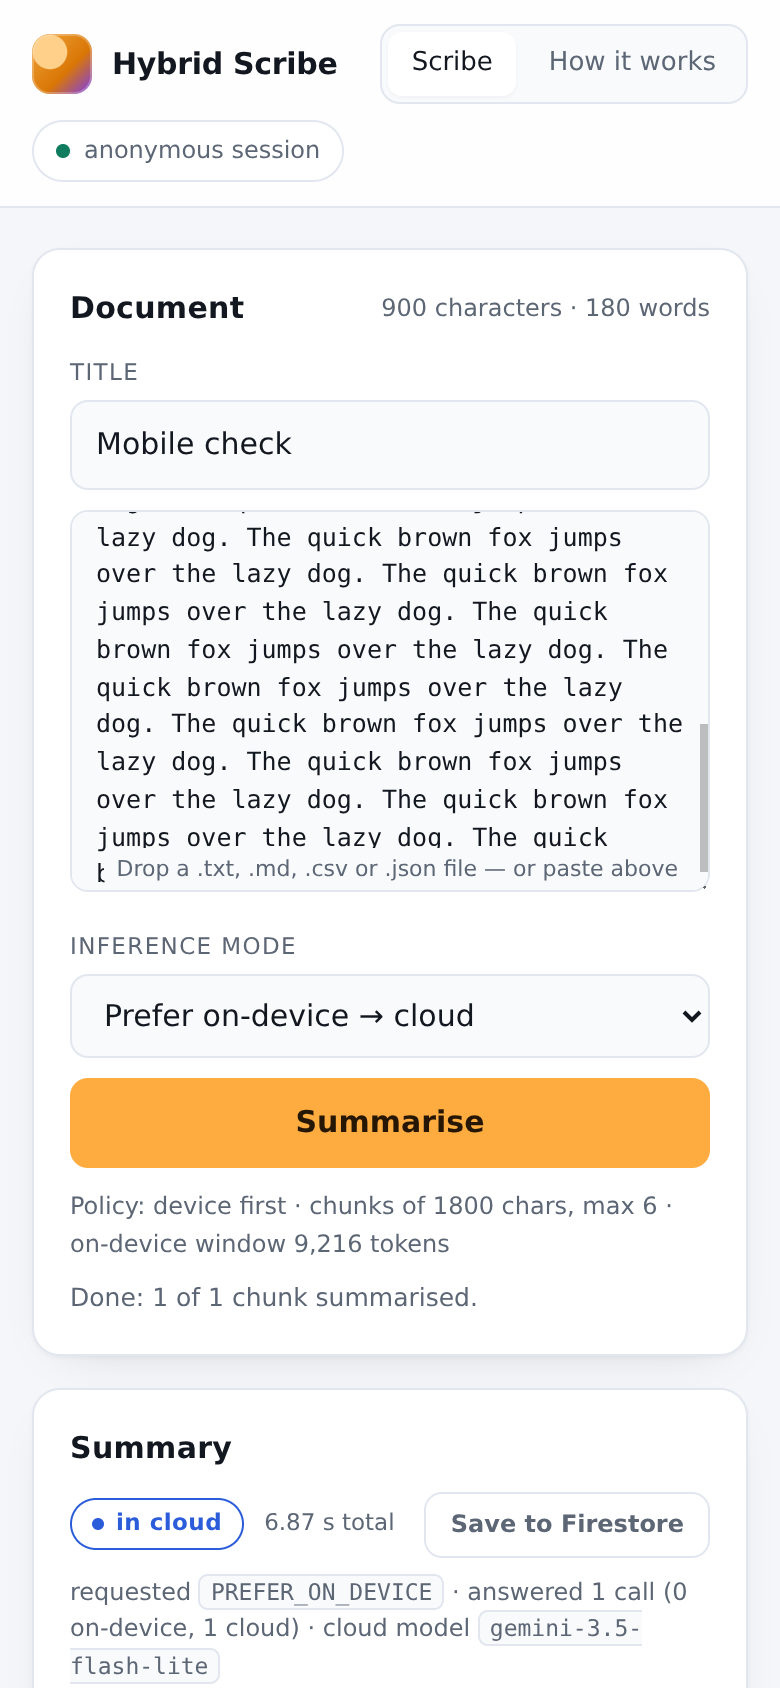 Hybrid Scribe
Scribe
How it works
anonymous session
Document
900 characters · 180 words
TITLE
Mobile check
lazy dog. The quick brown fox jumps
over the lazy dog. The quick brown fox
jumps over the lazy dog. The quick
brown fox jumps over the lazy dog. The
quick brown fox jumps over the lazy
dog. The quick brown fox jumps over the
lazy dog. The quick brown fox jumps
over the lazy dog. The quick brown fox
jumps over the lazy dog. The quick
Drop a .txt, .md, .csv or .json file — or paste above
INFERENCE MODE
Prefer on-device → cloud
Summarise
Policy: device first · chunks of 1800 chars, max 6 ·
on-device window 9,216 tokens
Done: 1 of 1 chunk summarised.
Summary
in cloud
6.87 s total
Save to Firestore
requested PREFER_ON_DEVICE · answered 1 call (0
on-device, 1 cloud) · cloud model gemini-3.5-
flash-lite